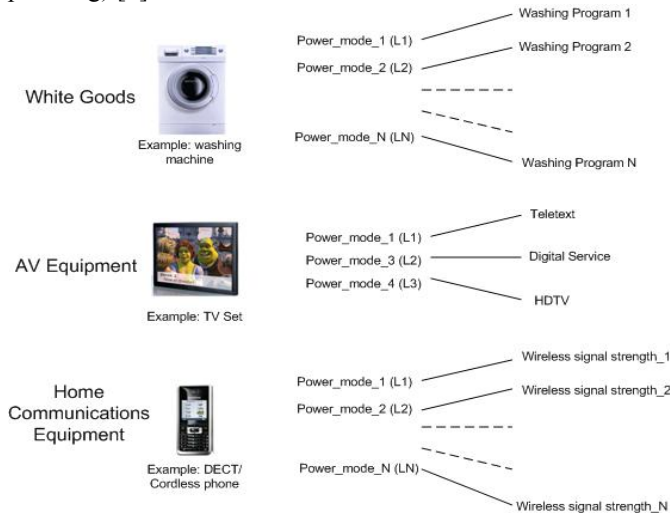 Power_mode_1 (L1)
Washing Program 1
Power_mode_2 (L2)
Washing Program 2
White Goods
Example: washing
machine
Power_mode_N (LN)
Washing Program N
Power_mode_1 (L1)
Teletext
AV Equipment
Power_mode_3 (L2)
Digital Service
Power_mode_4 (L3)
HDTV
Example: TV Set
Power_mode_1 (L1)
Wireless signal strength_1
Home
Communications
Equipment
Power_mode_2 (L2)
Wireless signal strength_2
Example: DECT/
Cordless phone
Power_mode_N (LN)
Wireless signal strength_N